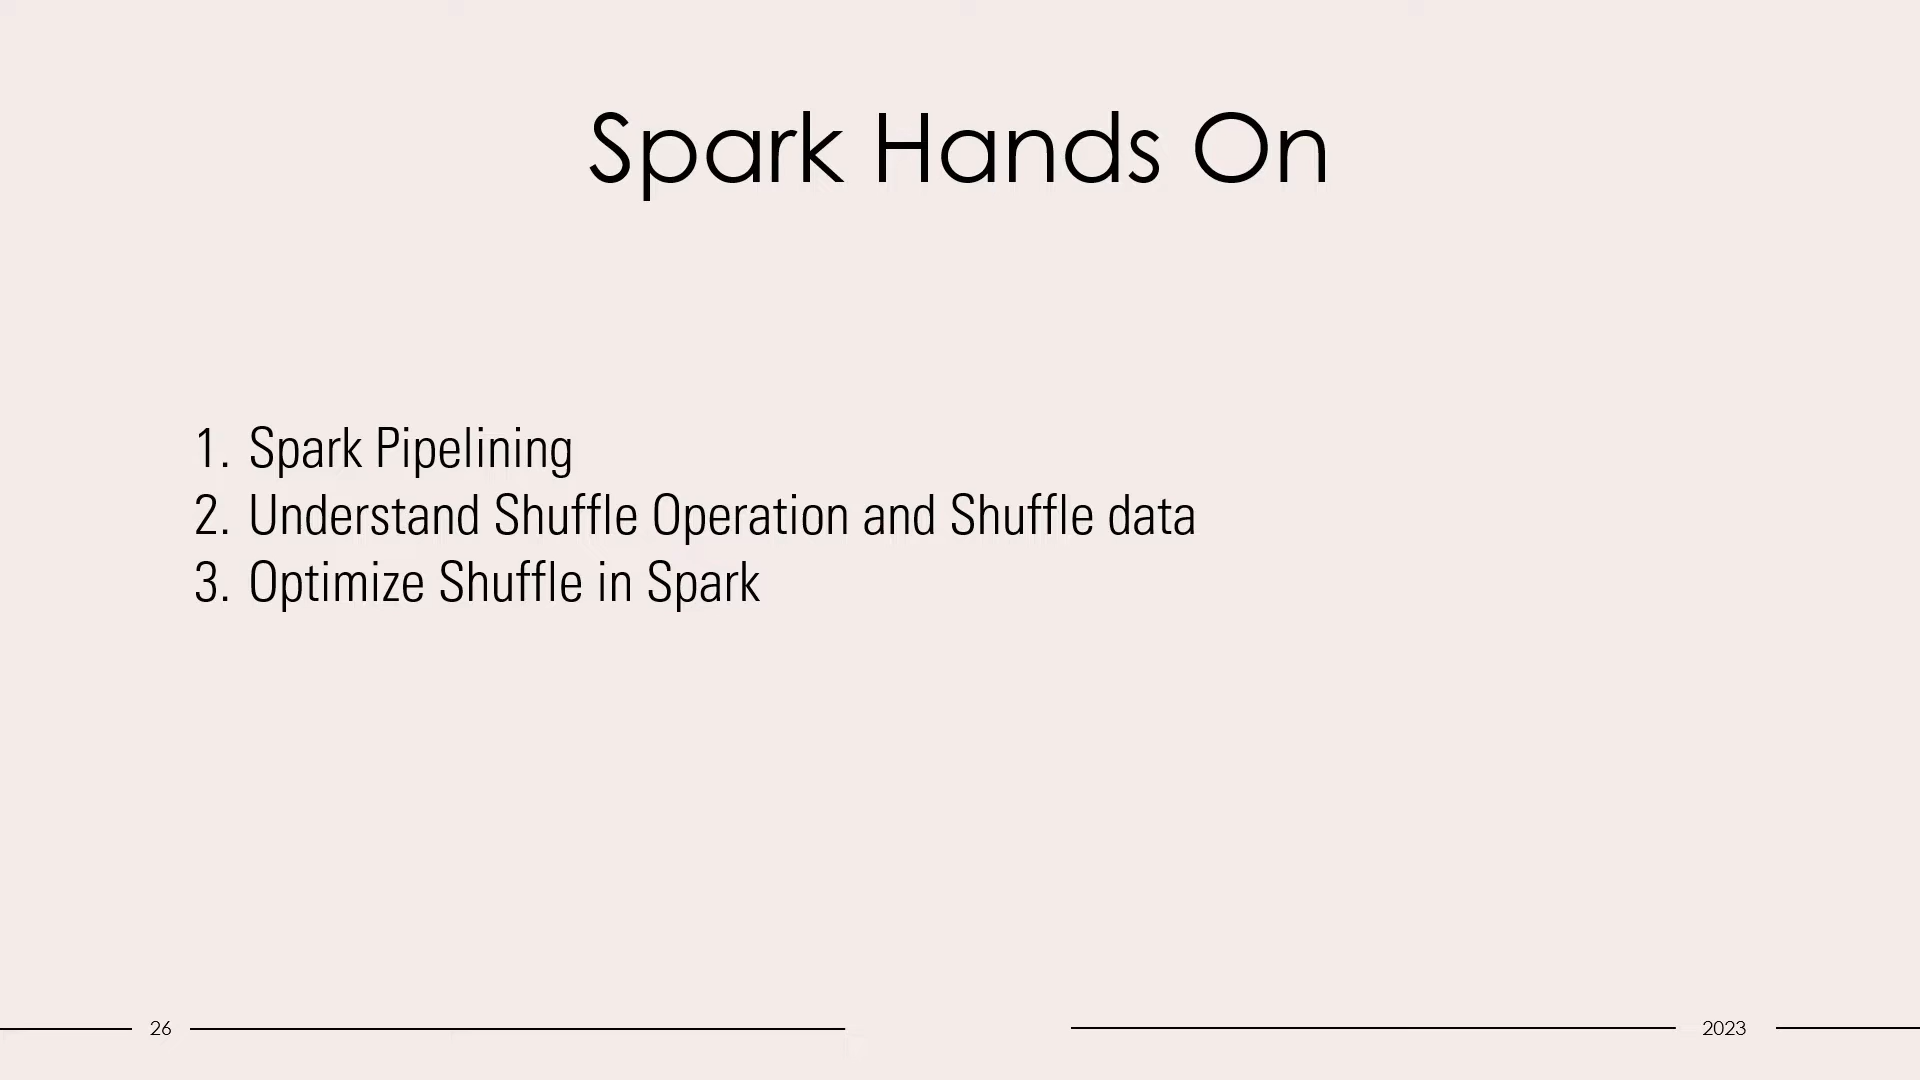 Spark Hands On
1. Spark Pipelining
2. Understand Shuffle Operation and Shuffle data
3. Optimize Shuffle in Spark
26
2023